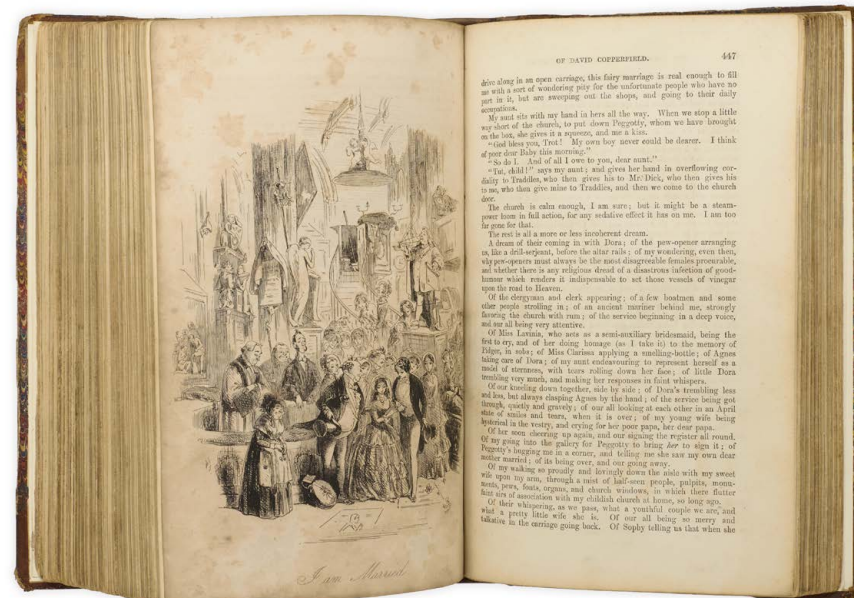 I am Married
OF DAVID COPPERFIELD.
447
drive along in an open carriage, this fairy marriage is real enough to fill
me with a sort of wondering pity for the unfortunate people who have no
part in it, but are sweeping out the shops, and going to their daily
occupations.
My aunt sits with my hand in hers all the way. When we stop a little
way short of the church, to put down Peggotty, whom we have brought
on the box, she gives it a squeeze, and me a kiss.
"God bless you, Trot! My own boy never could be dearer. I think
of poor dear Baby this morning."
"So do I. And of all I owe to you, dear aunt."
"Tut, child!" says my aunt; and gives her hand in overflowing cor-
diality to Traddles, who then gives his to Mr. Dick, who then gives his
to me, who then give mine to Traddles, and then we come to the church
door.
The church is calm enough, I am sure; but it might be a steam-
power loom in full action, for any sedative effect it has on me. I am too
far gone for that.
The rest is all a more or less incoherent dream.
A dream of their coming in with Dora; of the pew-opener arranging
us, like a drill-serjeant, before the altar rails; of my wondering, even then,
why pew-openers must always be the most disagreeable females procurable,
and whether there is any religious dread of a disastrous infection of good-
humour which renders it indispensable to set those vessels of vinegar
upon the road to Heaven.
Of the clergyman and clerk appearing; of a few boatmen and some
other people strolling in; of an ancient mariner behind me, strongly
flavoring the church with rum; of the service beginning in a deep voice,
and our all being very attentive.
Of Miss Lavinia, who acts as a semi-auxiliary bridesmaid, being the
first to cry, and of her doing homage (as I take it) to the memory of
Pidger, in sobs; of Miss Clarissa applying a smelling-bottle; of Agnes
taking care of Dora; of my aunt endeavouring to represent herself as a
model of sternness, with tears rolling down her face; of little Dora
trembling very much, and making her responses in faint whispers.
Of our kneeling down together, side by side; of Dora's trembling less
and less, but always clasping Agnes by the hand; of the service being got
through, quietly and gravely; of our all looking at each other in an April
state of smiles and tears, when it is over; of my young wife being
hysterical in the vestry, and crying for her poor papa, her dear papa.
Of her soon cheering up again, and our signing the register all round.
Of my going into the gallery for Peggotty to bring her to sign it; of
Peggotty's hugging me in a corner, and telling me she saw my own dear
mother married; of its being over, and our going away.
Of my walking so proudly and lovingly down the aisle with my sweet
wife upon my arm, through a mist of half-seen people, pulpits, monu-
ments, pews, fonts, organs, and church windows, in which there flutter
faint airs of association with my childish church at home, so long ago.
Of their whispering, as we pass, what a youthful couple we are, and
what a pretty little wife she is. Of our all being so merry and
talkative in the carriage going back. Of Sophy telling us that when she